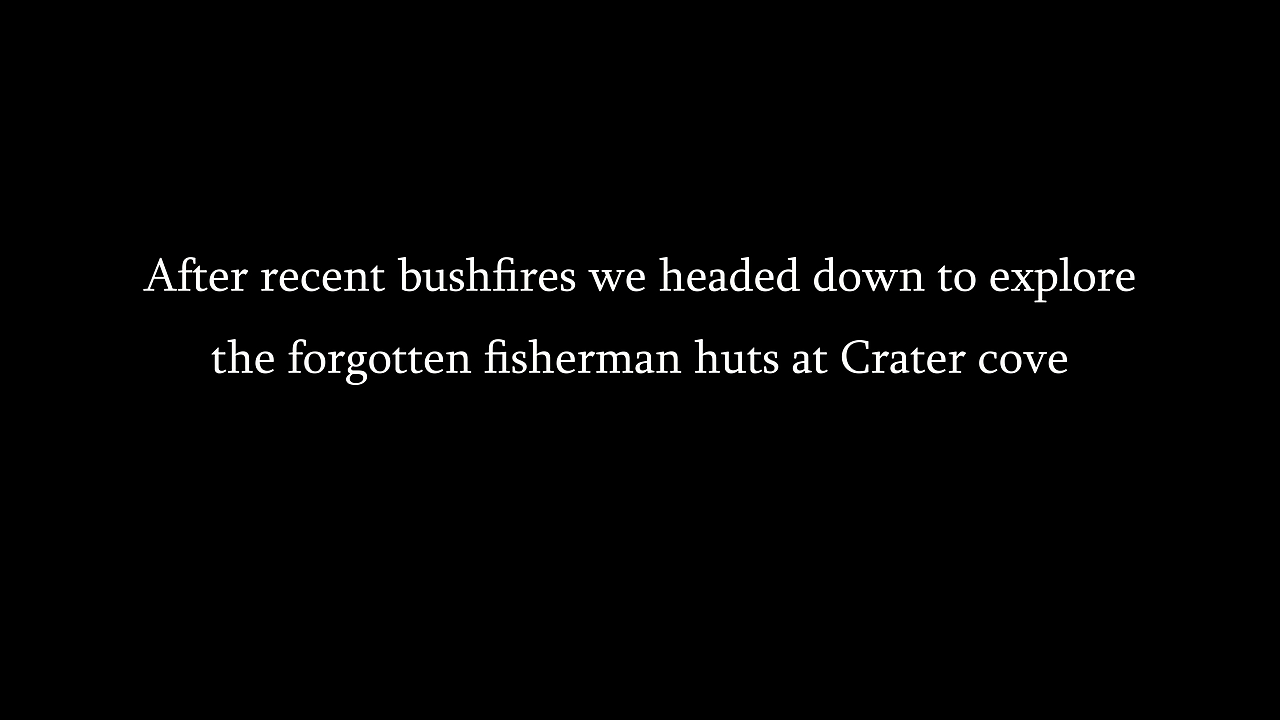 After recent bushfires we headed down to explore
the forgotten fisherman huts at Crater cove